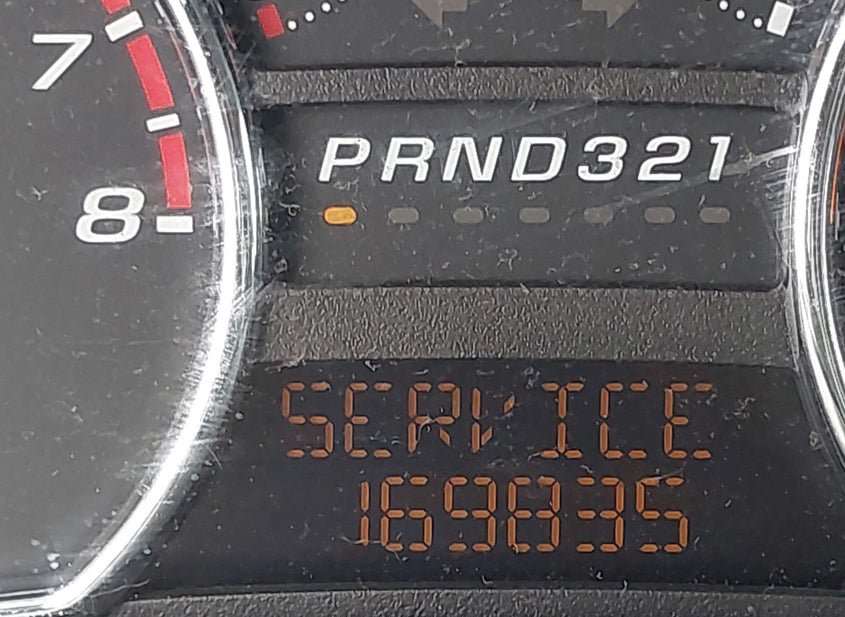 7
PRND321
8
SERVICE
169835